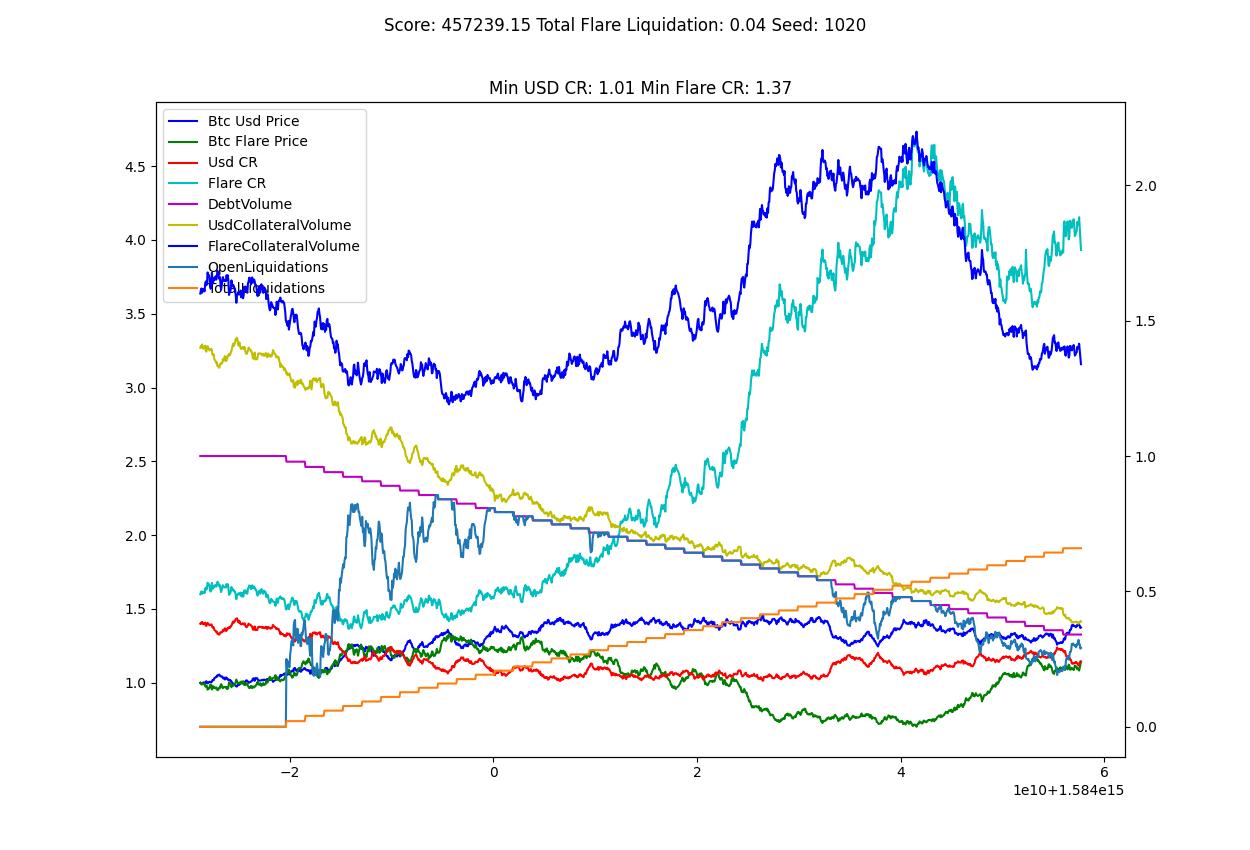 Score: 457239.15 Total Flare Liquidation: 0.04 Seed: 1020
Min USD CR: 1.01 Min Flare CR: 1.37
Btc Usd Price
Btc Flare Price
Usd CR
Flare CR
DebtVolume
UsdCollateralVolume
FlareCollateralVolume
OpenLiquidations
TotalLiquidations
4.5
4.0
3.5
3.0
2.5
2.0
1.5
1.0
2.0
1.5
1.0
0.5
0.0
−2
0
2
4
6
1e10+1.584e15